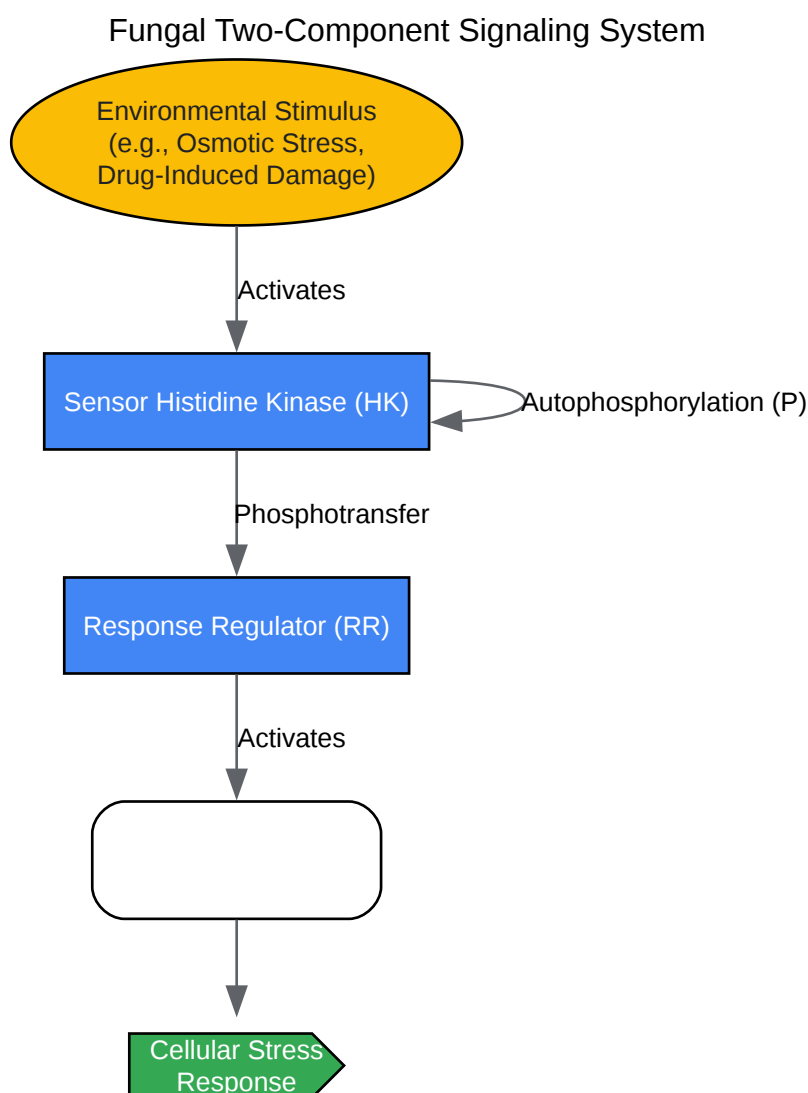 Fungal Two-Component Signaling System
Environmental Stimulus
(e.g., Osmotic Stress,
Drug-Induced Damage)
Activates
Sensor Histidine Kinase (HK)
Autophosphorylation (P)
Phosphotransfer
Response Regulator (RR)
Activates
Cellular Stress
Response